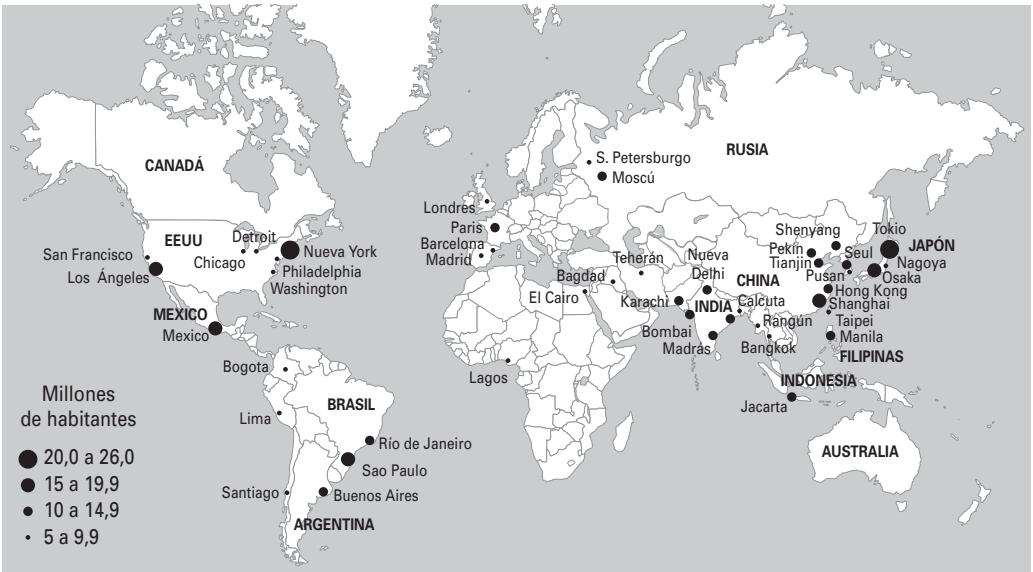 CANADÁ
EEUU
San Francisco
Los Ángeles
Detroit
Chicago
Nueva York
Philadelphia
Washington
MEXICO
Mexico
Bogota
Lima
BRASIL
Río de Janeiro
Sao Paulo
Santiago
Buenos Aires
ARGENTINA
RUSIA
S. Petersburgo
Moscú
Londres
Paris
Barcelona
Madrid
Teherán
Bagdad
El Cairo
Lagos
Nueva
Delhi
Karachi
INDIA
Bombai
Madras
Calcuta
Rangún
Bangkok
CHINA
Shenyang
Pekín
Tianjin
Seul
Pusan
Tokio
JAPÓN
Nagoya
Osaka
Hong Kong
Shanghai
Taipei
Manila
FILIPINAS
INDONESIA
Jacarta
AUSTRALIA
Millones
de habitantes
20,0 a 26,0
15 a 19,9
10 a 14,9
5 a 9,9